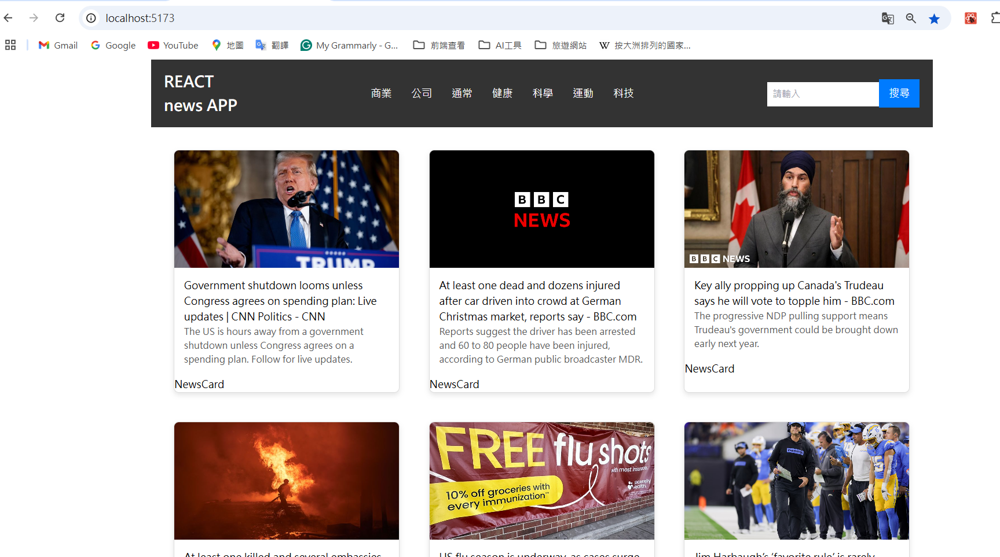 localhost:5173
Gmail
Google
YouTube
地圖
翻譯
My Grammarly - G...
前端查看
AI工具
旅遊網站
按大洲排列的國家...
REACT
news APP
商業
公司
通常
健康
科學
運動
科技
請輸入
搜尋
TRUMP
BBC
NEWS
BBC NEWS
Government shutdown looms unless
Congress agrees on spending plan: Live
updates | CNN Politics - CNN
The US is hours away from a government
shutdown unless Congress agrees on a
spending plan. Follow for live updates.
NewsCard
At least one dead and dozens injured
after car driven into crowd at German
Christmas market, reports say - BBC.com
Reports suggest the driver has been arrested
and 60 to 80 people have been injured,
according to German public broadcaster MDR.
NewsCard
Key ally propping up Canada's Trudeau
says he will vote to topple him - BBC.com
The progressive NDP pulling support means
Trudeau's government could be brought down
early next year.
NewsCard
FREE flu shots
with most insurance.
10% off groceries with
every immunization**
sincerely
health
At least one killed and several embassies
US flu season is underway, as cases surge
Jim Harbaugh's 'favorite rule' is rarely